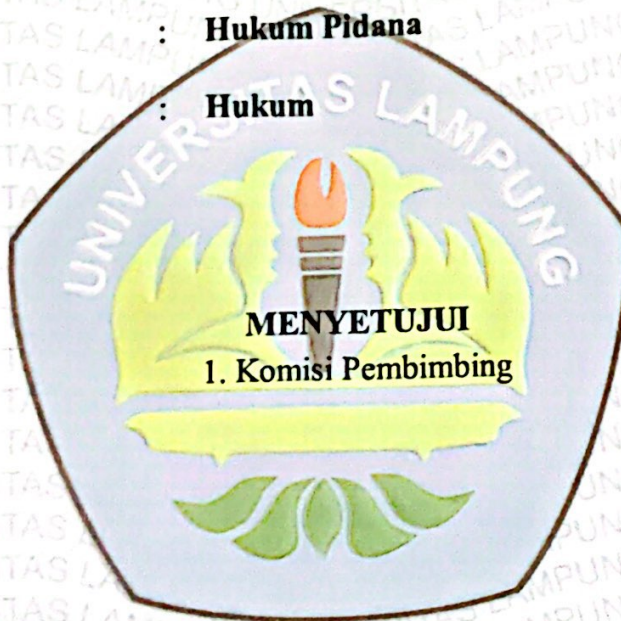 : Hukum Pidana
: Hukum
UNIVERSITAS LAMPUNG
MENYETUJUI
1. Komisi Pembimbing